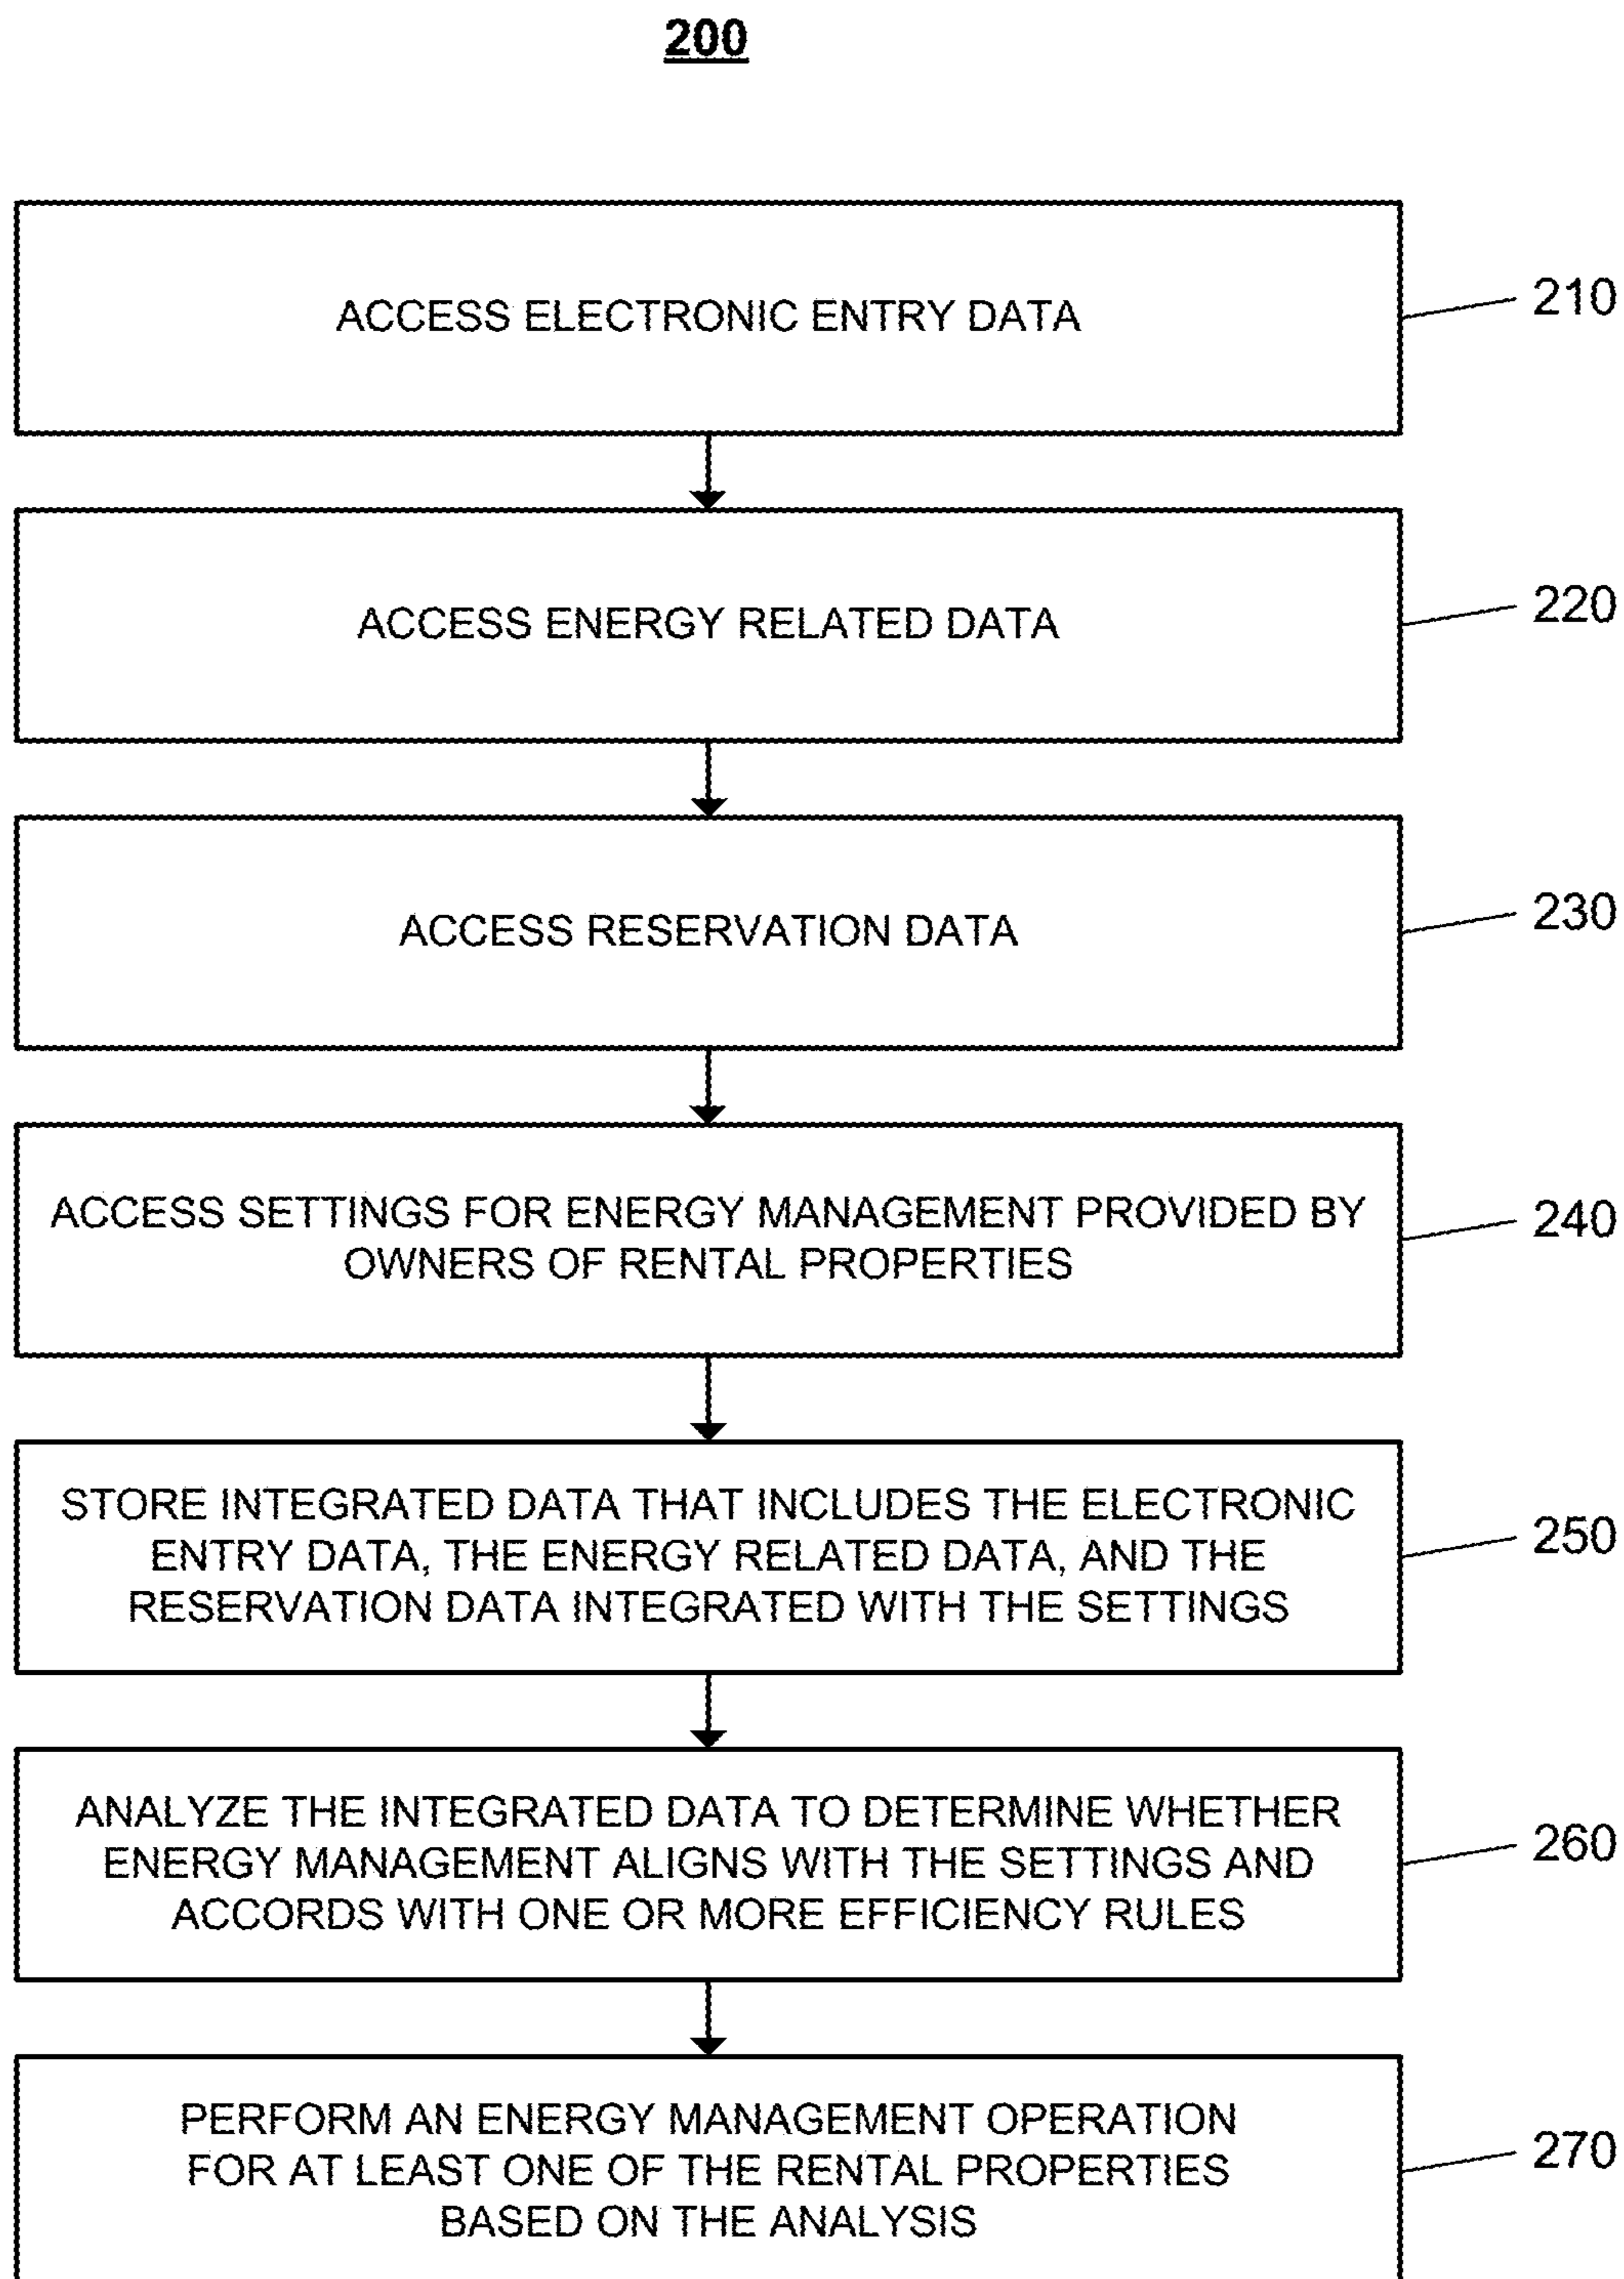 200
ACCESS ELECTRONIC ENTRY DATA
210
ACCESS ENERGY RELATED DATA
220
ACCESS RESERVATION DATA
230
ACCESS SETTINGS FOR ENERGY MANAGEMENT PROVIDED BY
OWNERS OF RENTAL PROPERTIES
240
STORE INTEGRATED DATA THAT INCLUDES THE ELECTRONIC
ENTRY DATA, THE ENERGY RELATED DATA, AND THE
RESERVATION DATA INTEGRATED WITH THE SETTINGS
250
ANALYZE THE INTEGRATED DATA TO DETERMINE WHETHER
ENERGY MANAGEMENT ALIGNS WITH THE SETTINGS AND
ACCORDS WITH ONE OR MORE EFFICIENCY RULES
260
PERFORM AN ENERGY MANAGEMENT OPERATION
FOR AT LEAST ONE OF THE RENTAL PROPERTIES
BASED ON THE ANALYSIS
270